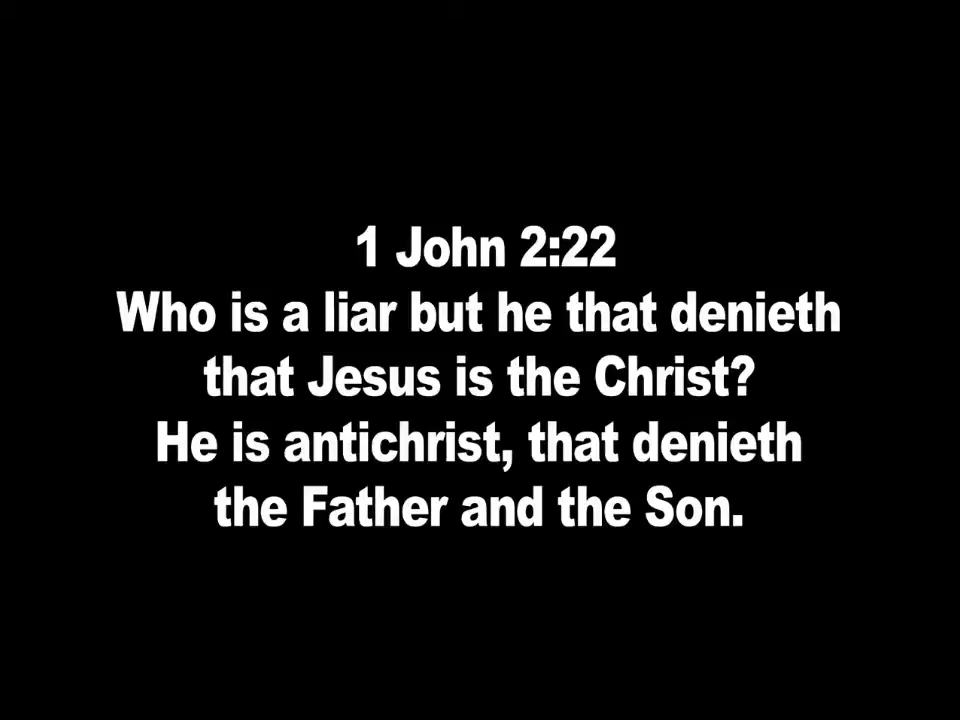 1 John 2:22
Who is a liar but he that denieth
that Jesus is the Christ?
He is antichrist, that denieth
the Father and the Son.